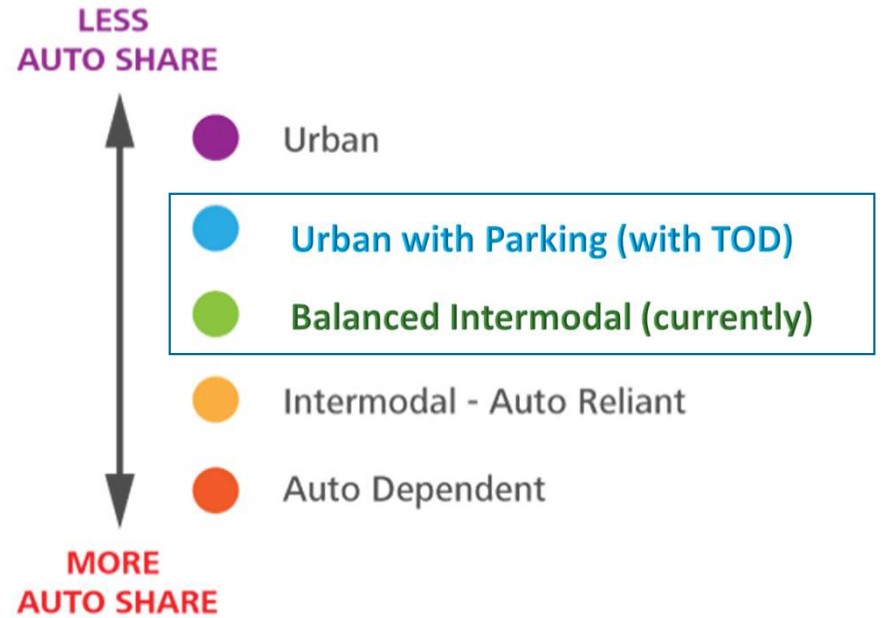 LESS
AUTO SHARE
Urban
Urban with Parking (with TOD)
Balanced Intermodal (currently)
Intermodal - Auto Reliant
Auto Dependent
MORE
AUTO SHARE